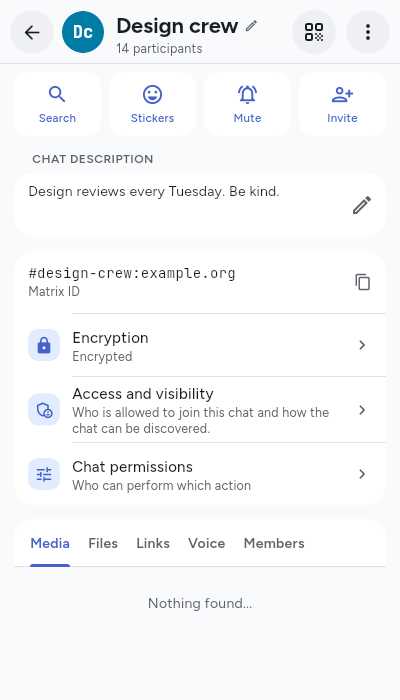 Dc
Design crew
14 participants
Search
Stickers
Mute
Invite
CHAT DESCRIPTION
Design reviews every Tuesday. Be kind.
#design-crew:example.org
Matrix ID
Encryption
Encrypted
Access and visibility
Who is allowed to join this chat and how the
chat can be discovered.
Chat permissions
Who can perform which action
Media
Files
Links
Voice
Members
Nothing found...